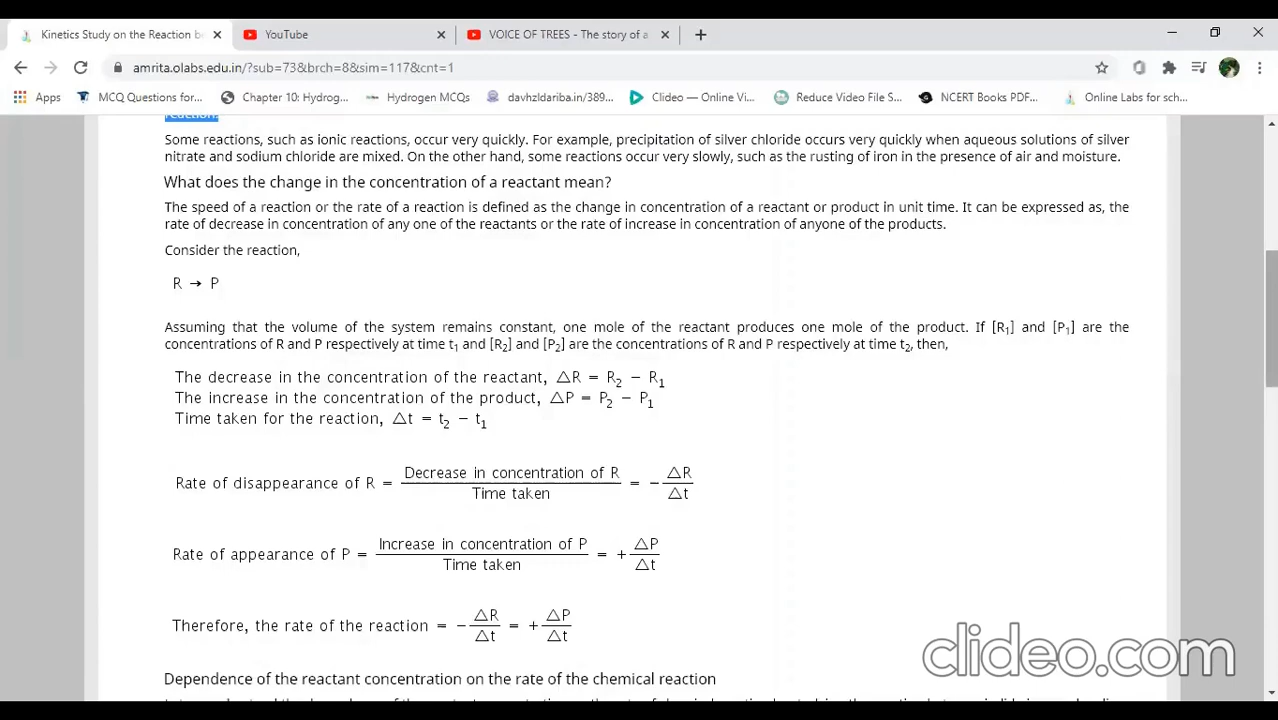 Kinetics Study on the Reaction be
YouTube
VOICE OF TREES - The story of a
amrita.olabs.edu.in/?sub=73&brch=8&sim=117&cnt=1
Apps
MCQ Questions for...
Chapter 10: Hydrog...
Hydrogen MCQs
davhzldariba.in/389...
Clideo — Online Vi...
Reduce Video File S...
NCERT Books PDF...
Online Labs for sch...
reaction.
Some reactions, such as ionic reactions, occur very quickly. For example, precipitation of silver chloride occurs very quickly when aqueous solutions of silver
nitrate and sodium chloride are mixed. On the other hand, some reactions occur very slowly, such as the rusting of iron in the presence of air and moisture.
What does the change in the concentration of a reactant mean?
The speed of a reaction or the rate of a reaction is defined as the change in concentration of a reactant or product in unit time. It can be expressed as, the
rate of decrease in concentration of any one of the reactants or the rate of increase in concentration of anyone of the products.
Consider the reaction,
R → P
Assuming that the volume of the system remains constant, one mole of the reactant produces one mole of the product. If [R₁] and [P₁] are the
concentrations of R and P respectively at time t₁ and [R₂] and [P₂] are the concentrations of R and P respectively at time t₂, then,
The decrease in the concentration of the reactant, △R = R₂ − R₁
The increase in the concentration of the product, △P = P₂ − P₁
Time taken for the reaction, △t = t₂ − t₁
Rate of disappearance of R = Decrease in concentration of R / Time taken = − △R / △t
Rate of appearance of P = Increase in concentration of P / Time taken = + △P / △t
Therefore, the rate of the reaction = − △R / △t = + △P / △t
Dependence of the reactant concentration on the rate of the chemical reaction
clideo.com